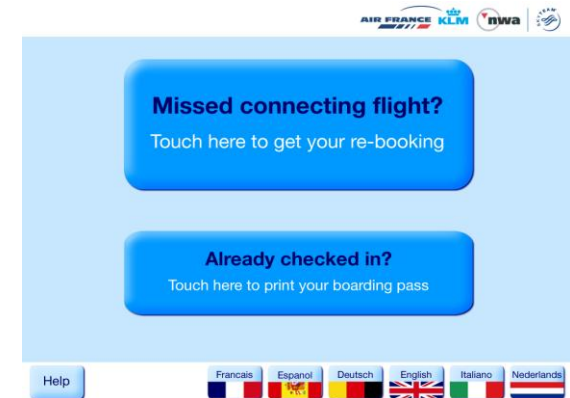 AIR FRANCE KLM nwa SKYTEAM
Missed connecting flight?
Touch here to get your re-booking
Already checked in?
Touch here to print your boarding pass
Help
Francais Espanol Deutsch English Italiano Nederlands